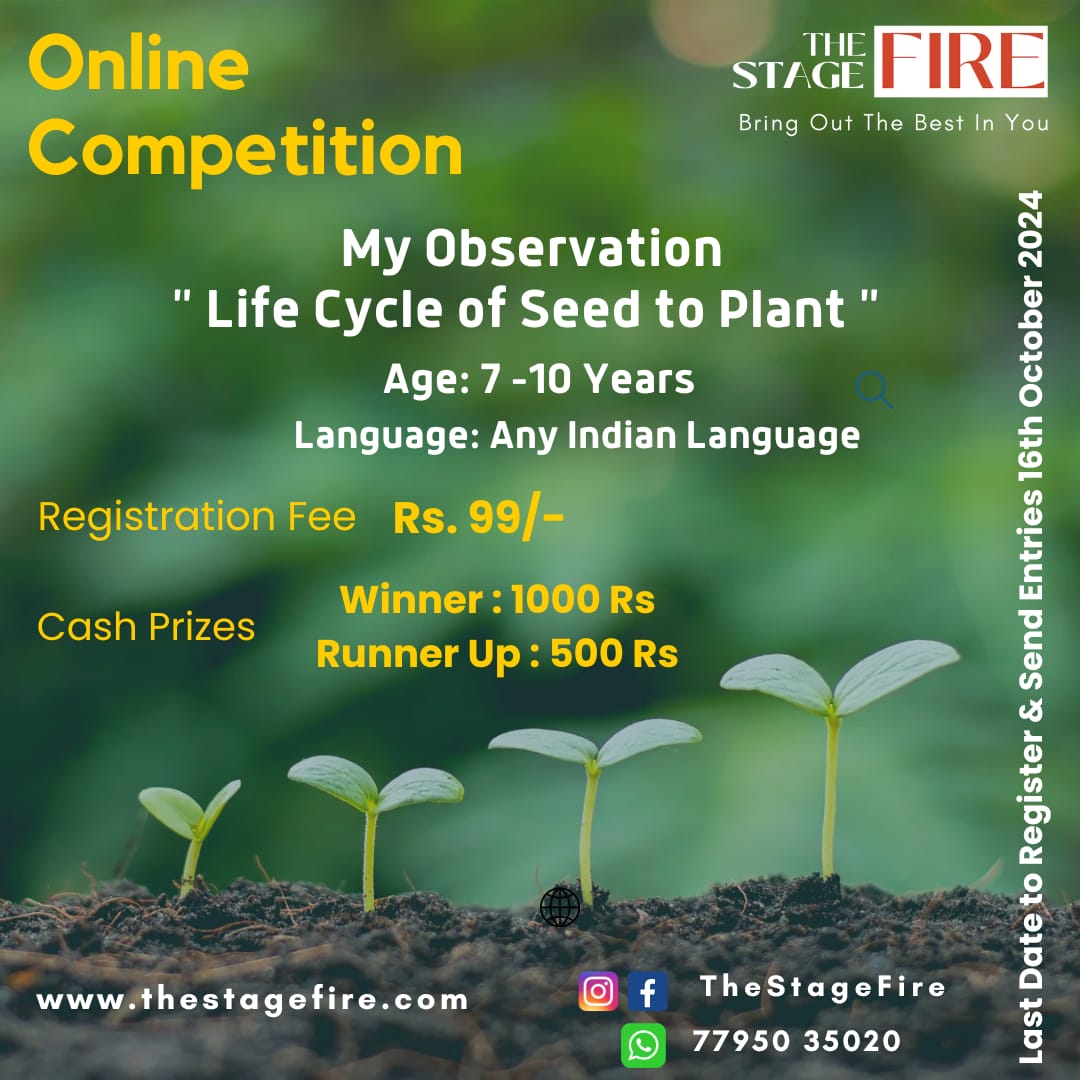 Online
Competition
THE
STAGE FIRE
Bring Out The Best In You
My Observation
" Life Cycle of Seed to Plant "
Age: 7 -10 Years
Language: Any Indian Language
Registration Fee Rs. 99/-
Cash Prizes
Winner : 1000 Rs
Runner Up : 500 Rs
Last Date to Register & Send Entries 16th October 2024
www.thestagefire.com
TheStageFire
77950 35020